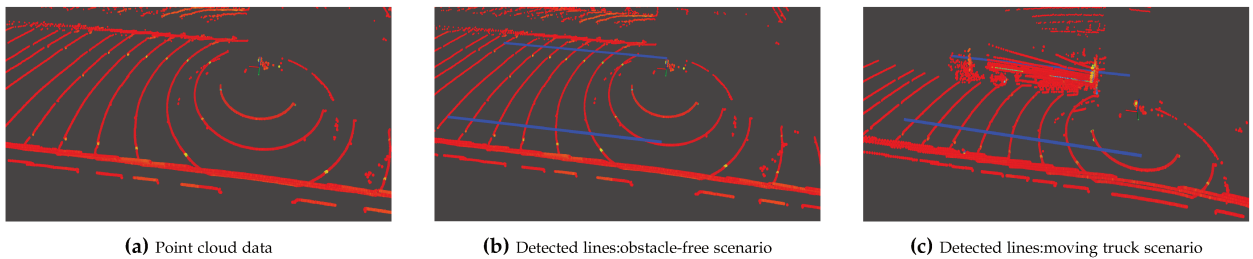 (a) Point cloud data
(b) Detected lines:obstacle-free scenario
(c) Detected lines:moving truck scenario